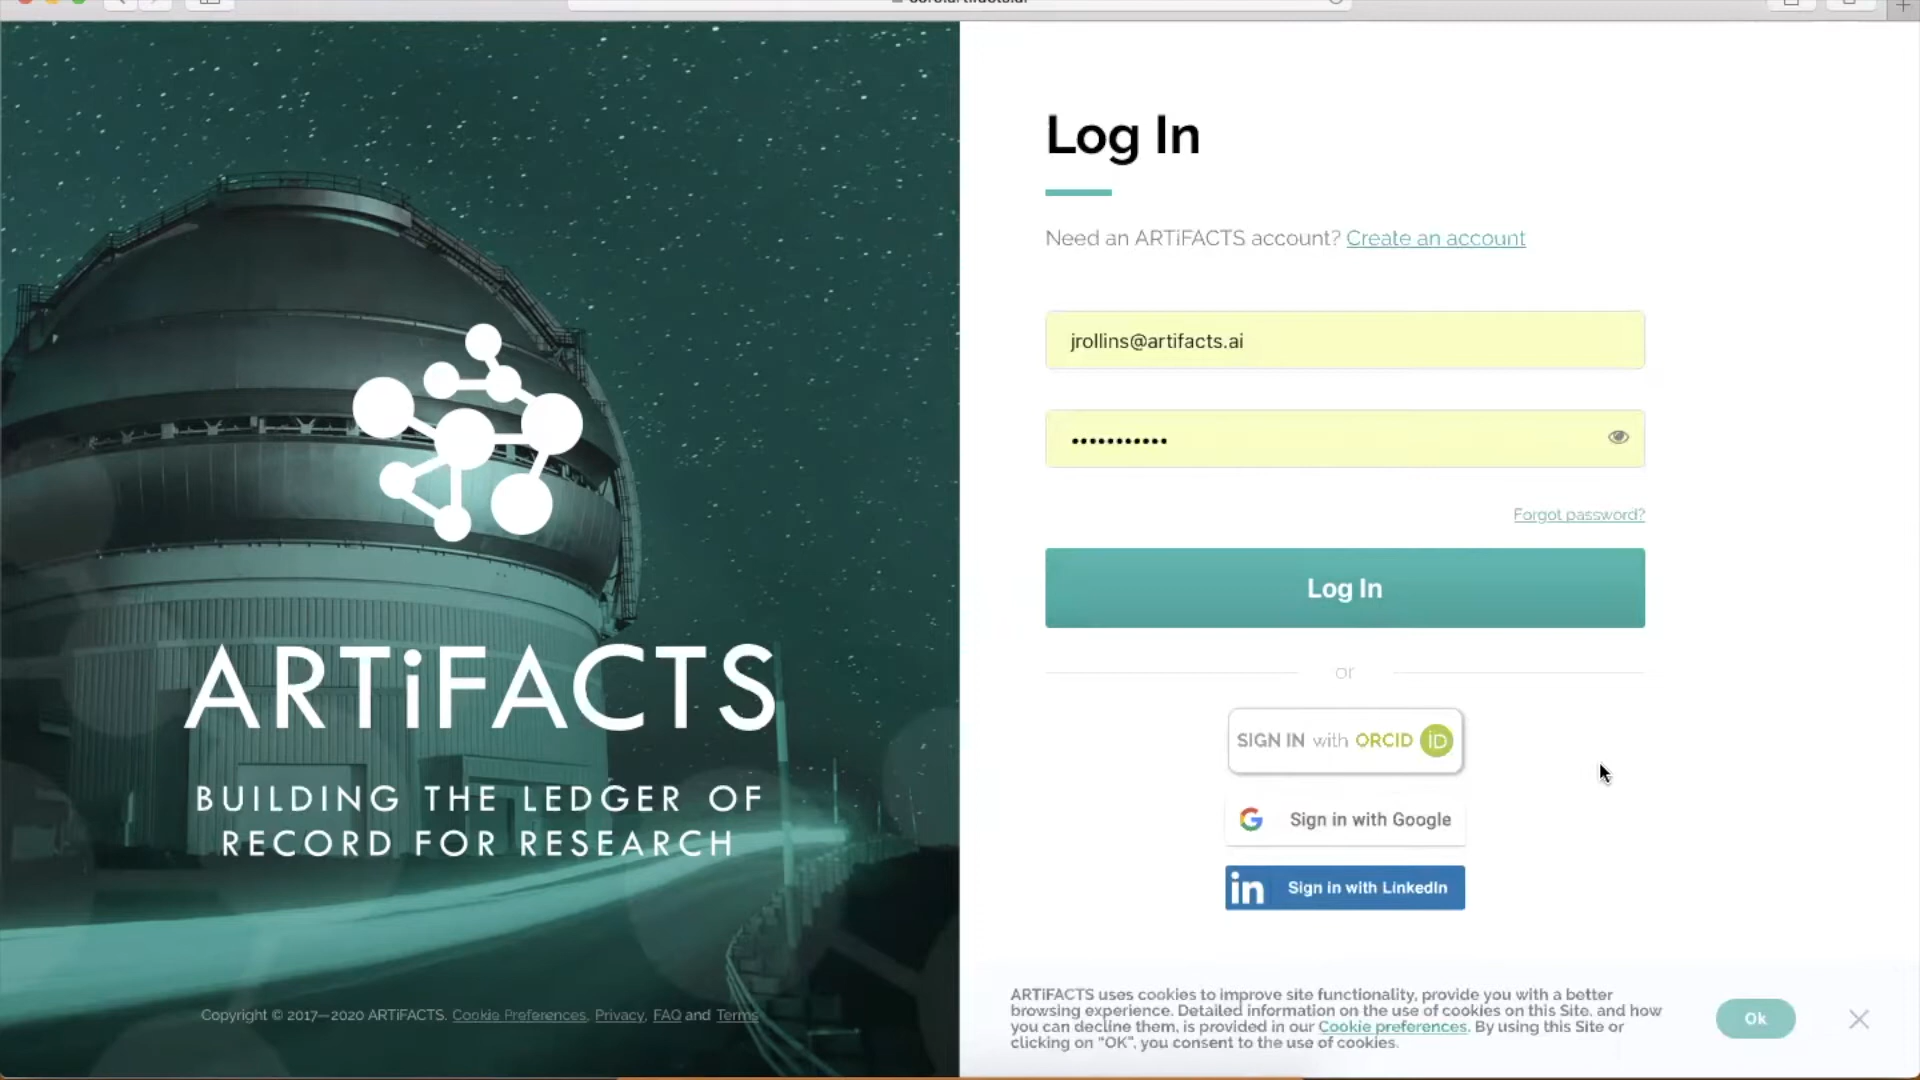 Log In
Need an ARTiFACTS account? Create an account
jrollins@artifacts.ai
•••••••••••
Forgot password?
Log In
or
SIGN IN with ORCID iD
Sign in with Google
in Sign in with LinkedIn
ARTiFACTS
BUILDING THE LEDGER OF
RECORD FOR RESEARCH
Copyright © 2017—2020 ARTiFACTS. Cookie Preferences, Privacy, FAQ and Terms
ARTiFACTS uses cookies to improve site functionality, provide you with a better
browsing experience. Detailed information on the use of cookies on this Site, and how
you can decline them, is provided in our Cookie preferences. By using this Site or
clicking on "OK", you consent to the use of cookies.
Ok